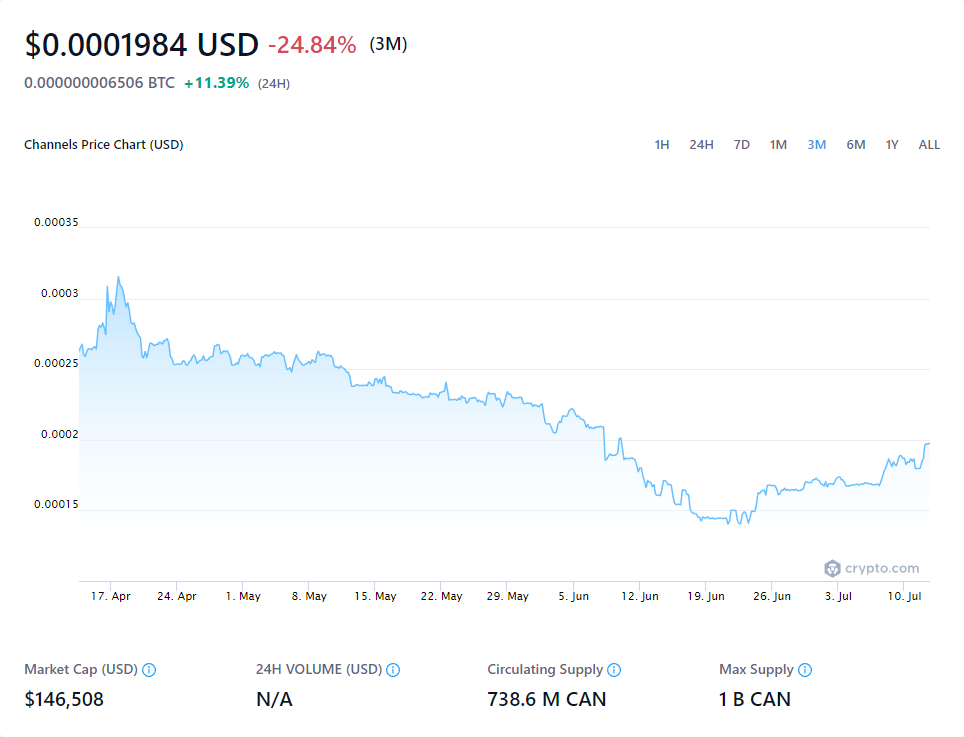 $0.0001984 USD -24.84% (3M)
0.000000006506 BTC +11.39% (24H)
Channels Price Chart (USD)
1H 24H 7D 1M 3M 6M 1Y ALL
0.00035
0.0003
0.00025
0.0002
0.00015
crypto.com
17. Apr 24. Apr 1. May 8. May 15. May 22. May 29. May 5. Jun 12. Jun 19. Jun 26. Jun 3. Jul 10. Jul
Market Cap (USD) 24H VOLUME (USD) Circulating Supply Max Supply
$146,508 N/A 738.6 M CAN 1 B CAN